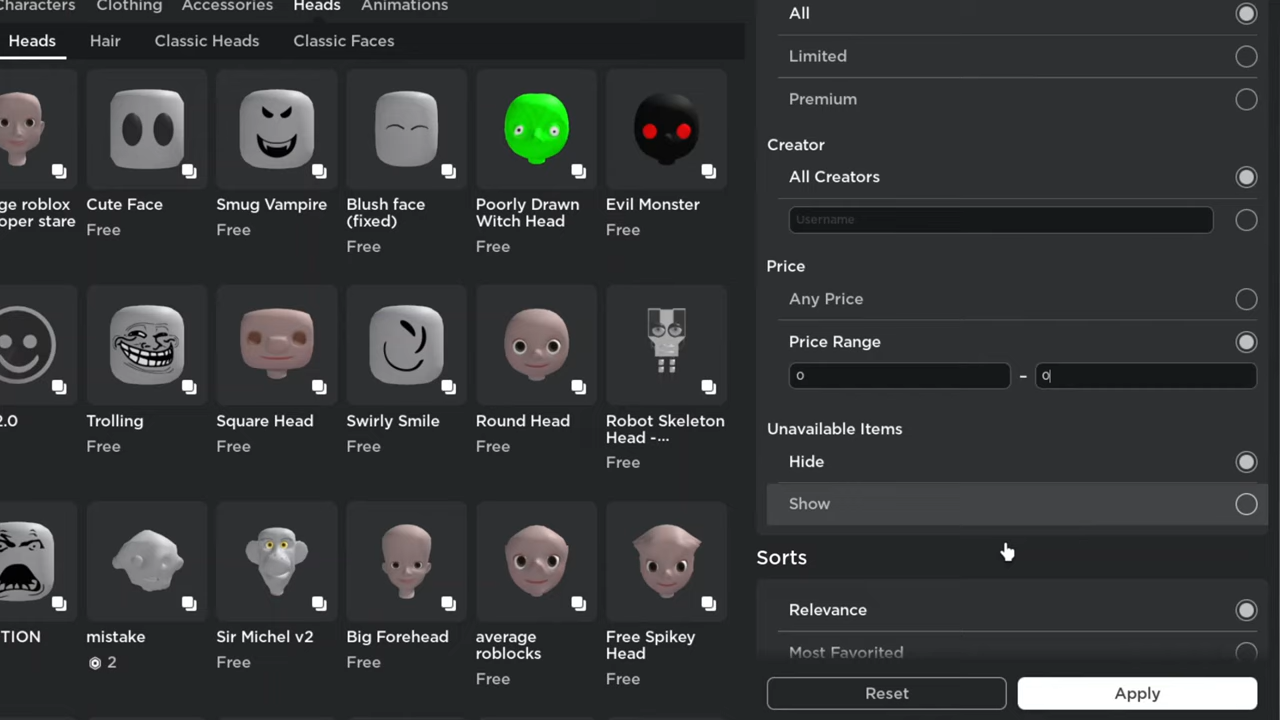 Characters Clothing Accessories Heads Animations
Heads Hair Classic Heads Classic Faces
ge roblox
oper stare
Cute Face
Free
Smug Vampire
Free
Blush face
(fixed)
Free
Poorly Drawn
Witch Head
Free
Evil Monster
Free
2.0
Trolling
Free
Square Head
Free
Swirly Smile
Free
Round Head
Free
Robot Skeleton
Head -...
Free
TION
mistake
2
Sir Michel v2
Free
Big Forehead
Free
average
roblocks
Free
Free Spikey
Head
Free
All
Limited
Premium
Creator
All Creators
Username
Price
Any Price
Price Range
0 - 0
Unavailable Items
Hide
Show
Sorts
Relevance
Most Favorited
Reset Apply